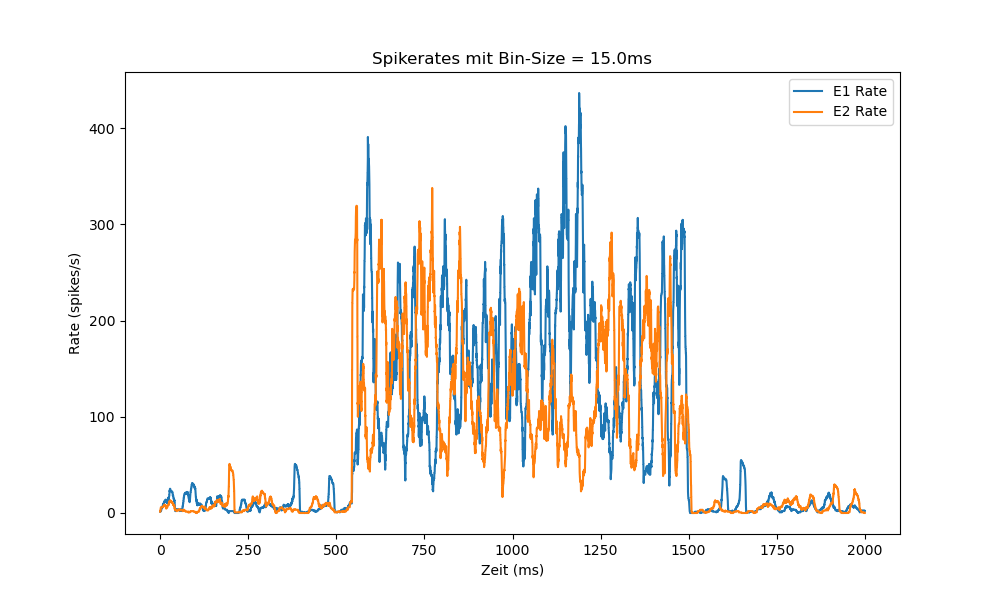 Spikerates mit Bin-Size = 15.0ms
E1 Rate
E2 Rate
Rate (spikes/s)
400
300
200
100
0
0
250
500
750
1000
1250
1500
1750
2000
Zeit (ms)